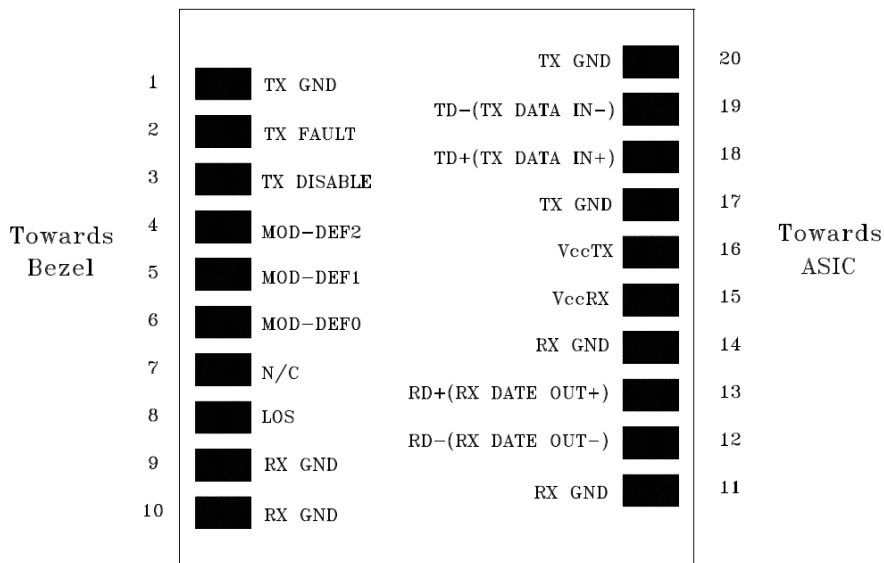 1 TX GND
2 TX FAULT
3 TX DISABLE
4 MOD-DEF2
5 MOD-DEF1
6 MOD-DEF0
7 N/C
8 LOS
9 RX GND
10 RX GND
Towards
Bezel
TX GND 20
TD-(TX DATA IN-) 19
TD+(TX DATA IN+) 18
TX GND 17
VccTX 16
VccRX 15
RX GND 14
RD+(RX DATE OUT+) 13
RD-(RX DATE OUT-) 12
RX GND 11
Towards
ASIC